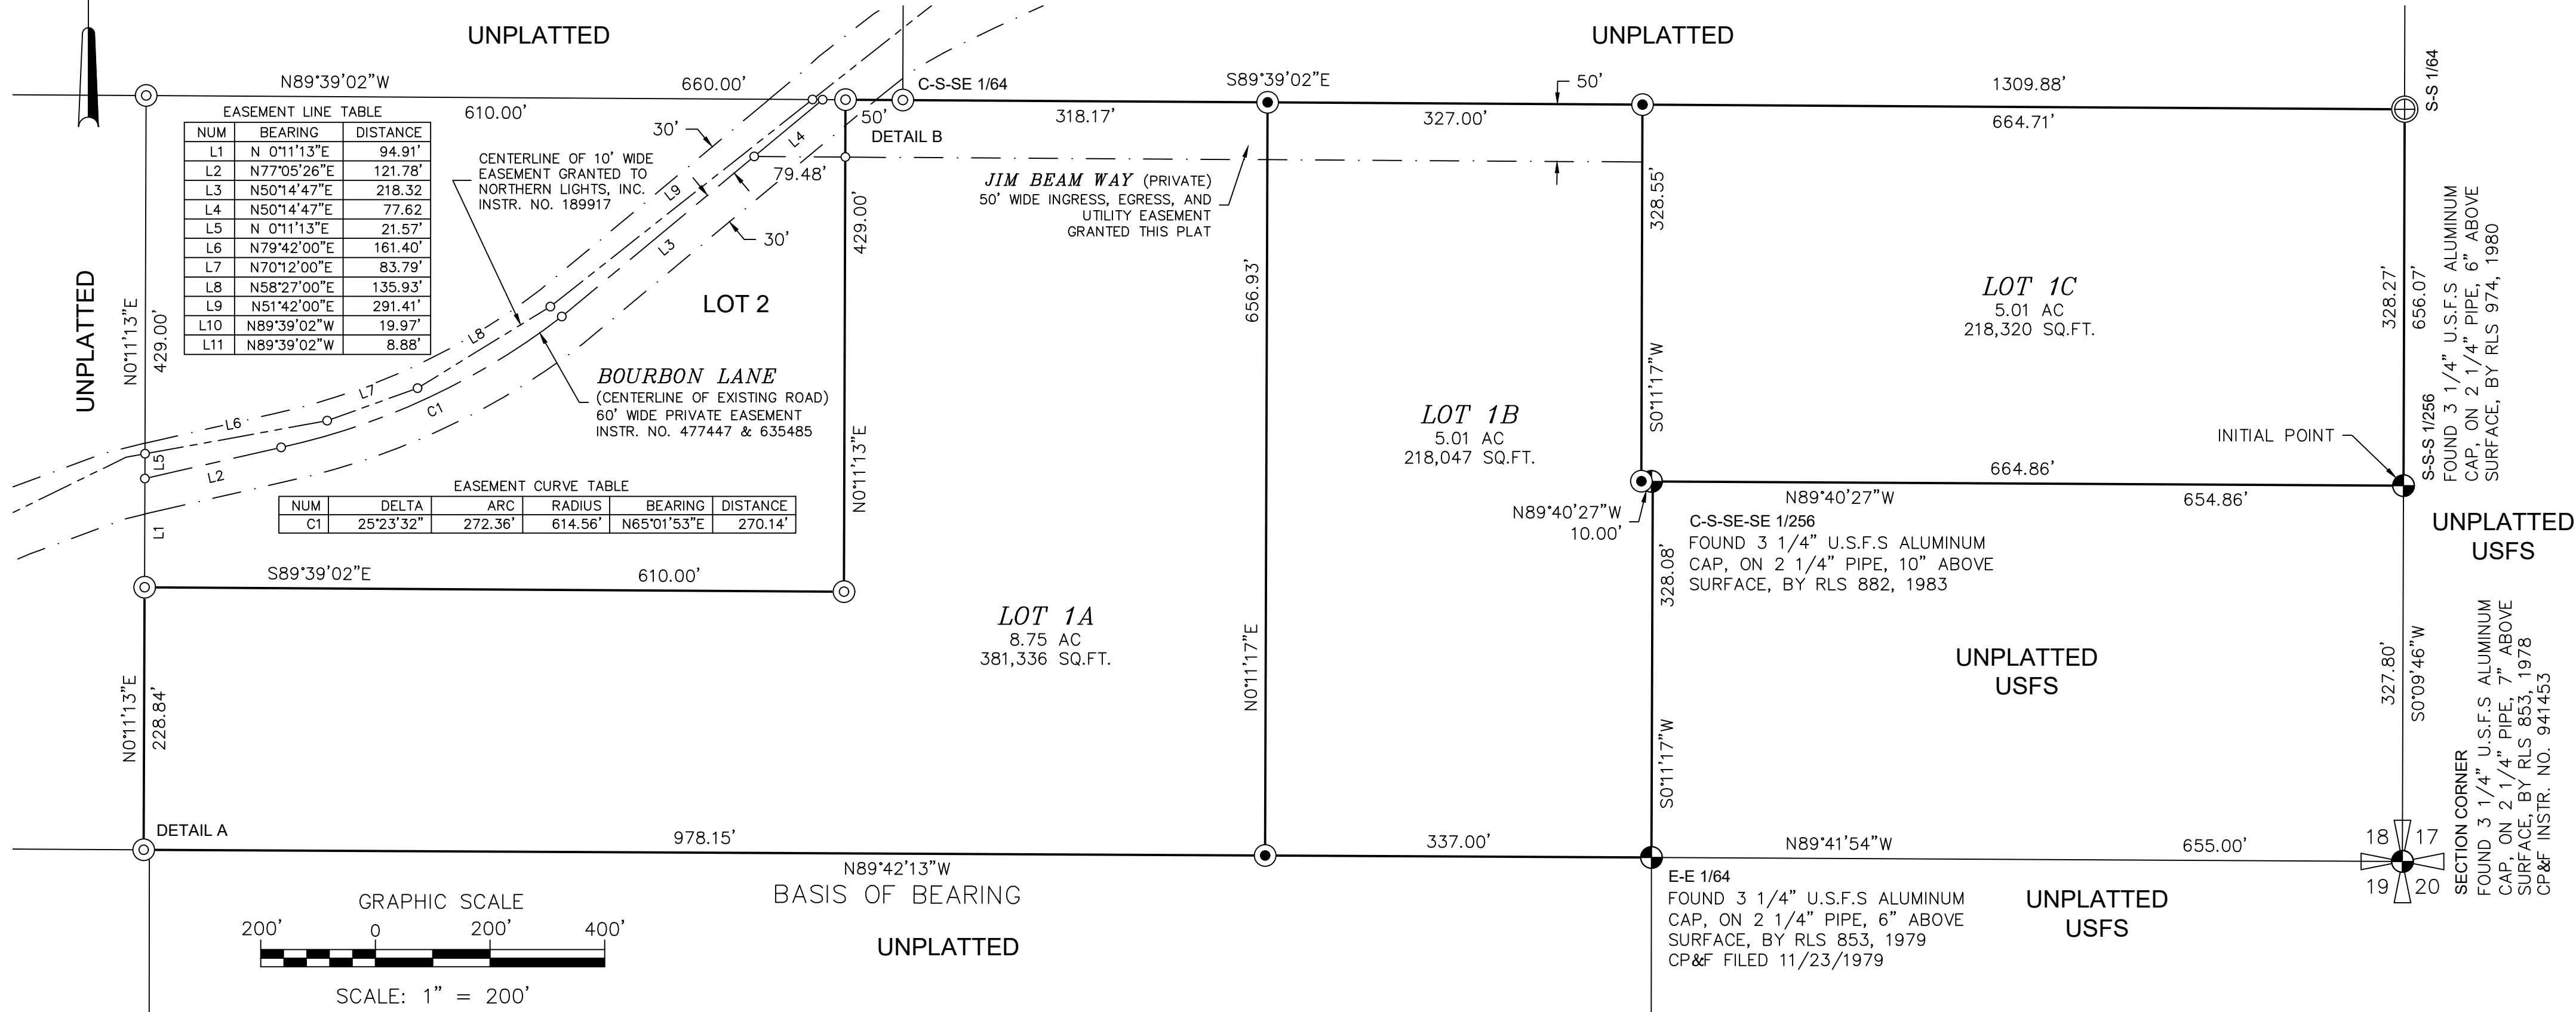 UNPLATTED
UNPLATTED
N89°39'02"W
660.00'
610.00'
C-S-SE 1/64
S89°39'02"E
50'
1309.88'
S-S 1/64
318.17'
327.00'
664.71'
50'
DETAIL B
EASEMENT LINE TABLE
NUM BEARING DISTANCE
L1 N 0°11'13"E 94.91'
L2 N77°05'26"E 121.78'
L3 N50°14'47"E 218.32
L4 N50°14'47"E 77.62
L5 N 0°11'13"E 21.57'
L6 N79°42'00"E 161.40'
L7 N70°12'00"E 83.79'
L8 N58°27'00"E 135.93'
L9 N51°42'00"E 291.41'
L10 N89°39'02"W 19.97'
L11 N89°39'02"W 8.88'
CENTERLINE OF 10' WIDE
EASEMENT GRANTED TO
NORTHERN LIGHTS, INC.
INSTR. NO. 189917
30'
L4
79.48'
L9
L3
30'
429.00'
JIM BEAM WAY (PRIVATE)
50' WIDE INGRESS, EGRESS, AND
UTILITY EASEMENT
GRANTED THIS PLAT
UNPLATTED
N0°11'13"E
429.00'
LOT 2
L8
L7
C1
L6
L5
L2
L1
BOURBON LANE
(CENTERLINE OF EXISTING ROAD)
60' WIDE PRIVATE EASEMENT
INSTR. NO. 477447 & 635485
EASEMENT CURVE TABLE
NUM DELTA ARC RADIUS BEARING DISTANCE
C1 25°23'32" 272.36' 614.56' N65°01'53"E 270.14'
N0°11'13"E
656.93'
328.55'
S0°11'17"W
LOT 1C
5.01 AC
218,320 SQ.FT.
328.27'
656.07'
S-S-S 1/256
FOUND 3 1/4" U.S.F.S ALUMINUM
CAP, ON 2 1/4" PIPE, 6" ABOVE
SURFACE, BY RLS 974, 1980
LOT 1B
5.01 AC
218,047 SQ.FT.
INITIAL POINT
664.86'
N89°40'27"W
654.86'
N89°40'27"W
10.00'
C-S-SE-SE 1/256
FOUND 3 1/4" U.S.F.S ALUMINUM
CAP, ON 2 1/4" PIPE, 10" ABOVE
SURFACE, BY RLS 882, 1983
UNPLATTED
USFS
S89°39'02"E
610.00'
328.08'
LOT 1A
8.75 AC
381,336 SQ.FT.
N0°11'17"E
S0°11'17"W
UNPLATTED
USFS
327.80'
S0°09'46"W
N0°11'13"E
228.84'
DETAIL A
978.15'
337.00'
N89°41'54"W
655.00'
18 17
19 20
SECTION CORNER
FOUND 3 1/4" U.S.F.S ALUMINUM
CAP, ON 2 1/4" PIPE, 7" ABOVE
SURFACE, BY RLS 853, 1978
CP&F INSTR. NO. 941453
N89°42'13"W
BASIS OF BEARING
E-E 1/64
FOUND 3 1/4" U.S.F.S ALUMINUM
CAP, ON 2 1/4" PIPE, 6" ABOVE
SURFACE, BY RLS 853, 1979
CP&F FILED 11/23/1979
UNPLATTED
USFS
GRAPHIC SCALE
200' 0 200' 400'
UNPLATTED
SCALE: 1" = 200'